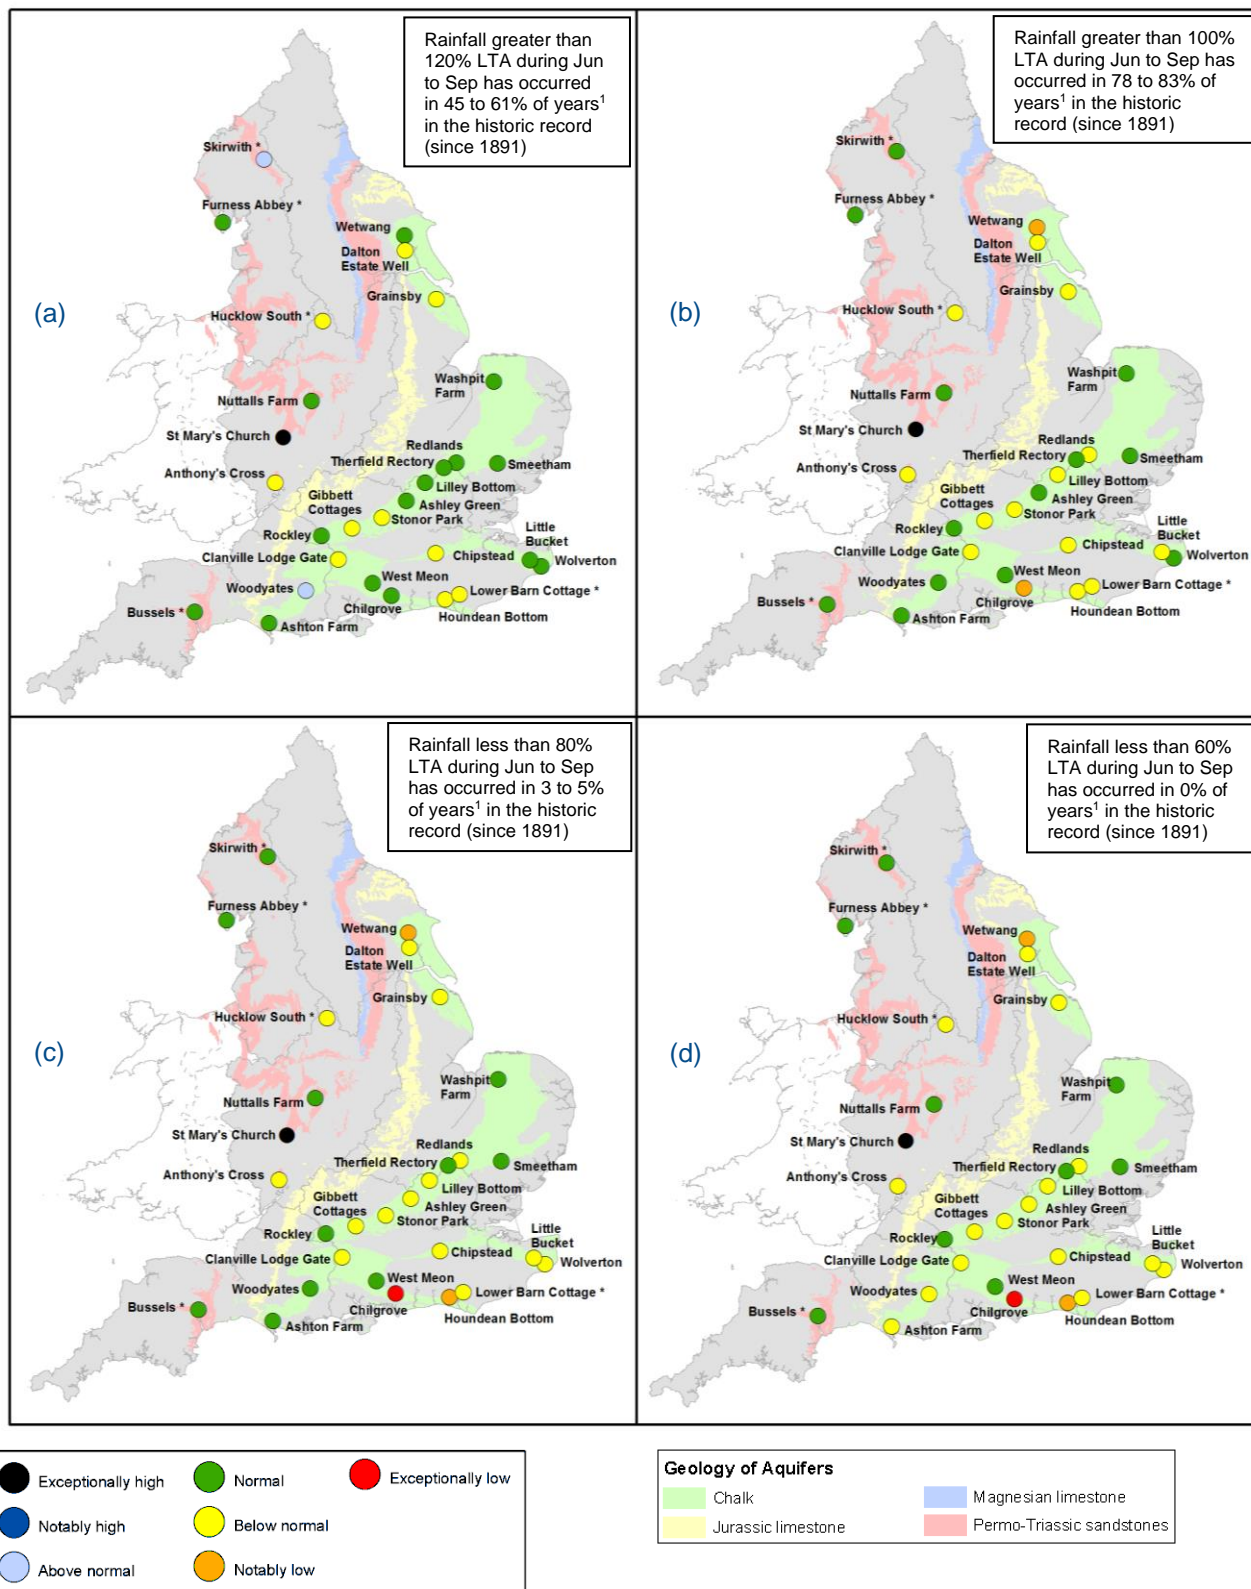 Rainfall greater than
120% LTA during Jun
to Sep has occurred
in 45 to 61% of years¹
in the historic record
(since 1891)
Skirwith *
Furness Abbey *
Wetwang
Dalton
Estate Well
(a)
Grainsby
Hucklow South *
Washpit
Farm
Nuttalls Farm
St Mary's Church
Redlands
Therfield Rectory
Smeetham
Anthony's Cross
Lilley Bottom
Gibbett
Cottages
Ashley Green
Stonor Park
Rockley
Little
Bucket
Clanville Lodge Gate
Chipstead
Wolverton
Woodyates
West Meon
Lower Barn Cottage *
Bussels *
Chilgrove
Houndean Bottom
Ashton Farm
Rainfall greater than 100%
LTA during Jun to Sep has
occurred in 78 to 83% of
years¹ in the historic
record (since 1891)
Skirwith *
Furness Abbey *
Wetwang
Dalton
Estate Well
(b)
Grainsby
Hucklow South *
Washpit
Farm
Nuttalls Farm
St Mary's Church
Redlands
Therfield Rectory
Smeetham
Anthony's Cross
Lilley Bottom
Gibbett
Cottages
Ashley Green
Stonor Park
Rockley
Little
Bucket
Clanville Lodge Gate
Chipstead
Wolverton
Woodyates
West Meon
Lower Barn Cottage *
Bussels *
Chilgrove
Houndean Bottom
Ashton Farm
Rainfall less than 80%
LTA during Jun to Sep
has occurred in 3 to 5%
of years¹ in the historic
record (since 1891)
Skirwith *
Furness Abbey *
Wetwang
Dalton
Estate Well
Grainsby
Hucklow South *
(c)
Washpit
Farm
Nuttalls Farm
St Mary's Church
Redlands
Therfield Rectory
Smeetham
Anthony's Cross
Lilley Bottom
Gibbett
Cottages
Ashley Green
Stonor Park
Rockley
Little
Bucket
Clanville Lodge Gate
Chipstead
Wolverton
Woodyates
West Meon
Lower Barn Cottage *
Bussels *
Chilgrove
Houndean Bottom
Ashton Farm
Rainfall less than 60%
LTA during Jun to Sep
has occurred in 0% of
years¹ in the historic
record (since 1891)
Skirwith *
Furness Abbey *
Wetwang
Dalton
Estate Well
Grainsby
Hucklow South *
(d)
Washpit
Farm
Nuttalls Farm
St Mary's Church
Redlands
Therfield Rectory
Smeetham
Anthony's Cross
Lilley Bottom
Gibbett
Cottages
Ashley Green
Stonor Park
Rockley
Little
Bucket
Clanville Lodge Gate
Chipstead
Wolverton
Woodyates
West Meon
Lower Barn Cottage *
Bussels *
Chilgrove
Houndean Bottom
Ashton Farm
Exceptionally high
Normal
Exceptionally low
Notably high
Below normal
Above normal
Notably low
Geology of Aquifers
Chalk
Magnesian limestone
Jurassic limestone
Permo-Triassic sandstones